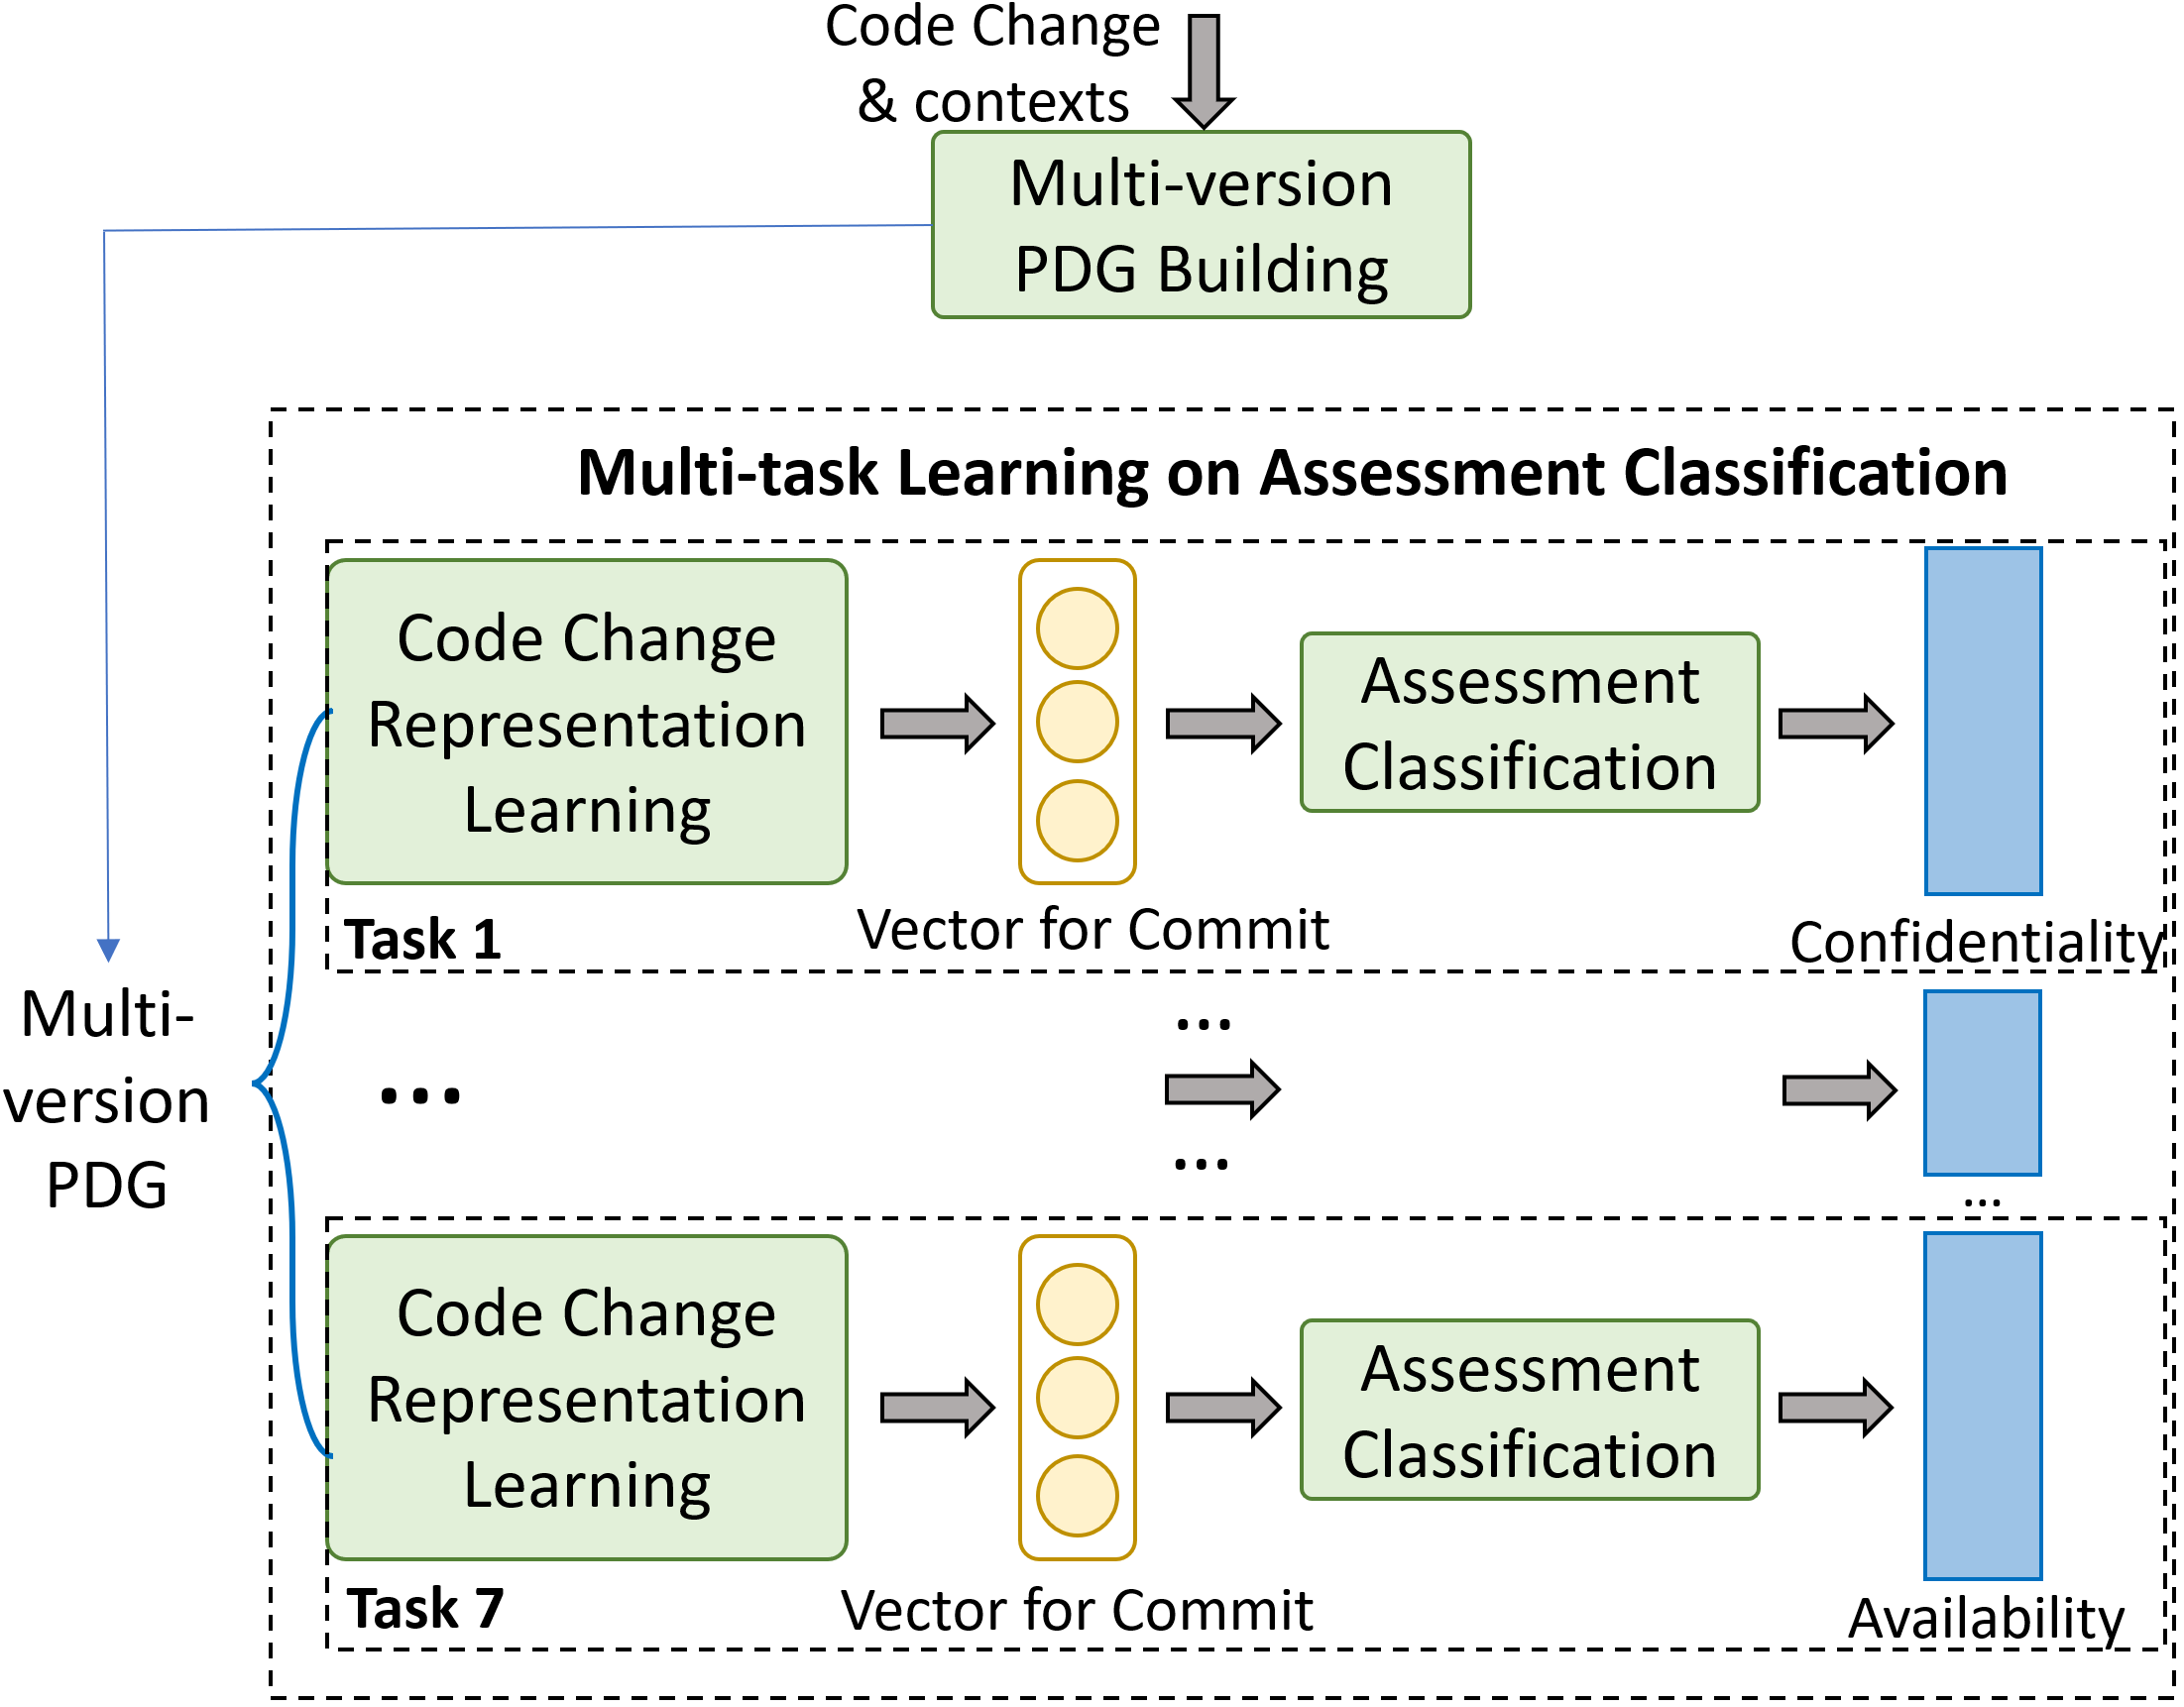 Code Change
& contexts
Multi-version
PDG Building
Multi-task Learning on Assessment Classification
Code Change
Representation
Learning
Assessment
Classification
Task 1
Vector for Commit
Confidentiality
Multi-
version
PDG
...
...
...
...
Code Change
Representation
Learning
Assessment
Classification
Task 7
Vector for Commit
Availability